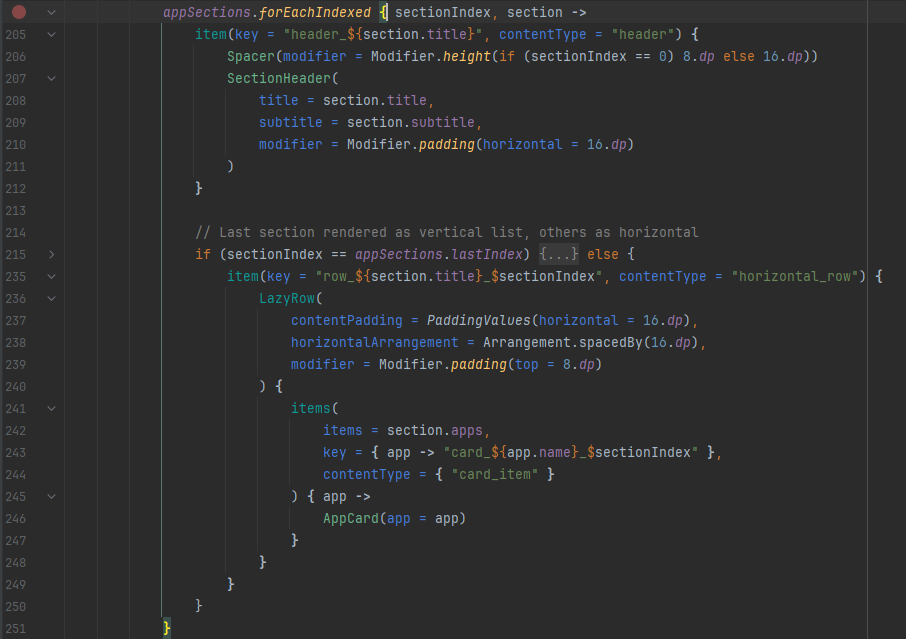 appSections.forEachIndexed { sectionIndex, section ->
205 item(key = "header_${section.title}", contentType = "header") {
206 Spacer(modifier = Modifier.height(if (sectionIndex == 0) 8.dp else 16.dp))
207 SectionHeader(
208 title = section.title,
209 subtitle = section.subtitle,
210 modifier = Modifier.padding(horizontal = 16.dp)
211 )
212 }
213
214 // Last section rendered as vertical list, others as horizontal
215 if (sectionIndex == appSections.lastIndex) {...} else {
235 item(key = "row_${section.title}_$sectionIndex", contentType = "horizontal_row") {
236 LazyRow(
237 contentPadding = PaddingValues(horizontal = 16.dp),
238 horizontalArrangement = Arrangement.spacedBy(16.dp),
239 modifier = Modifier.padding(top = 8.dp)
240 ) {
241 items(
242 items = section.apps,
243 key = { app -> "card_${app.name}_$sectionIndex" },
244 contentType = { "card_item" }
245 ) { app ->
246 AppCard(app = app)
247 }
248 }
249 }
250 }
251 }